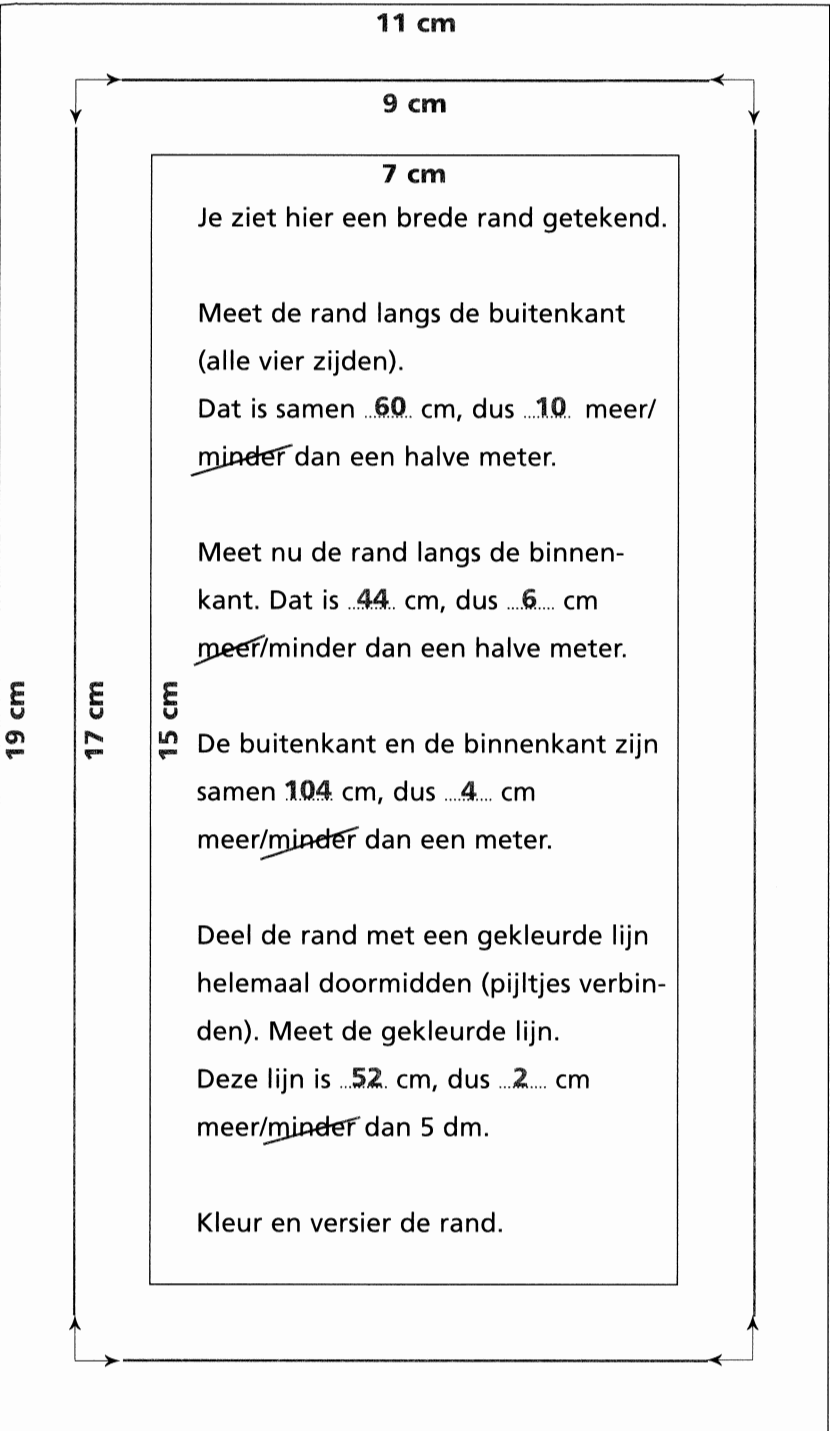 11 cm
9 cm
7 cm
Je ziet hier een brede rand getekend.
Meet de rand langs de buitenkant
(alle vier zijden).
Dat is samen ..60.. cm, dus ...10.. meer/
minder dan een halve meter.
Meet nu de rand langs de binnen-
kant. Dat is ..44.. cm, dus ...6.... cm
meer/minder dan een halve meter.
19 cm
17 cm
15 cm
De buitenkant en de binnenkant zijn
samen 104 cm, dus ....4.... cm
meer/minder dan een meter.
Deel de rand met een gekleurde lijn
helemaal doormidden (pijltjes verbin-
den). Meet de gekleurde lijn.
Deze lijn is ..52.. cm, dus ...2.... cm
meer/minder dan 5 dm.
Kleur en versier de rand.